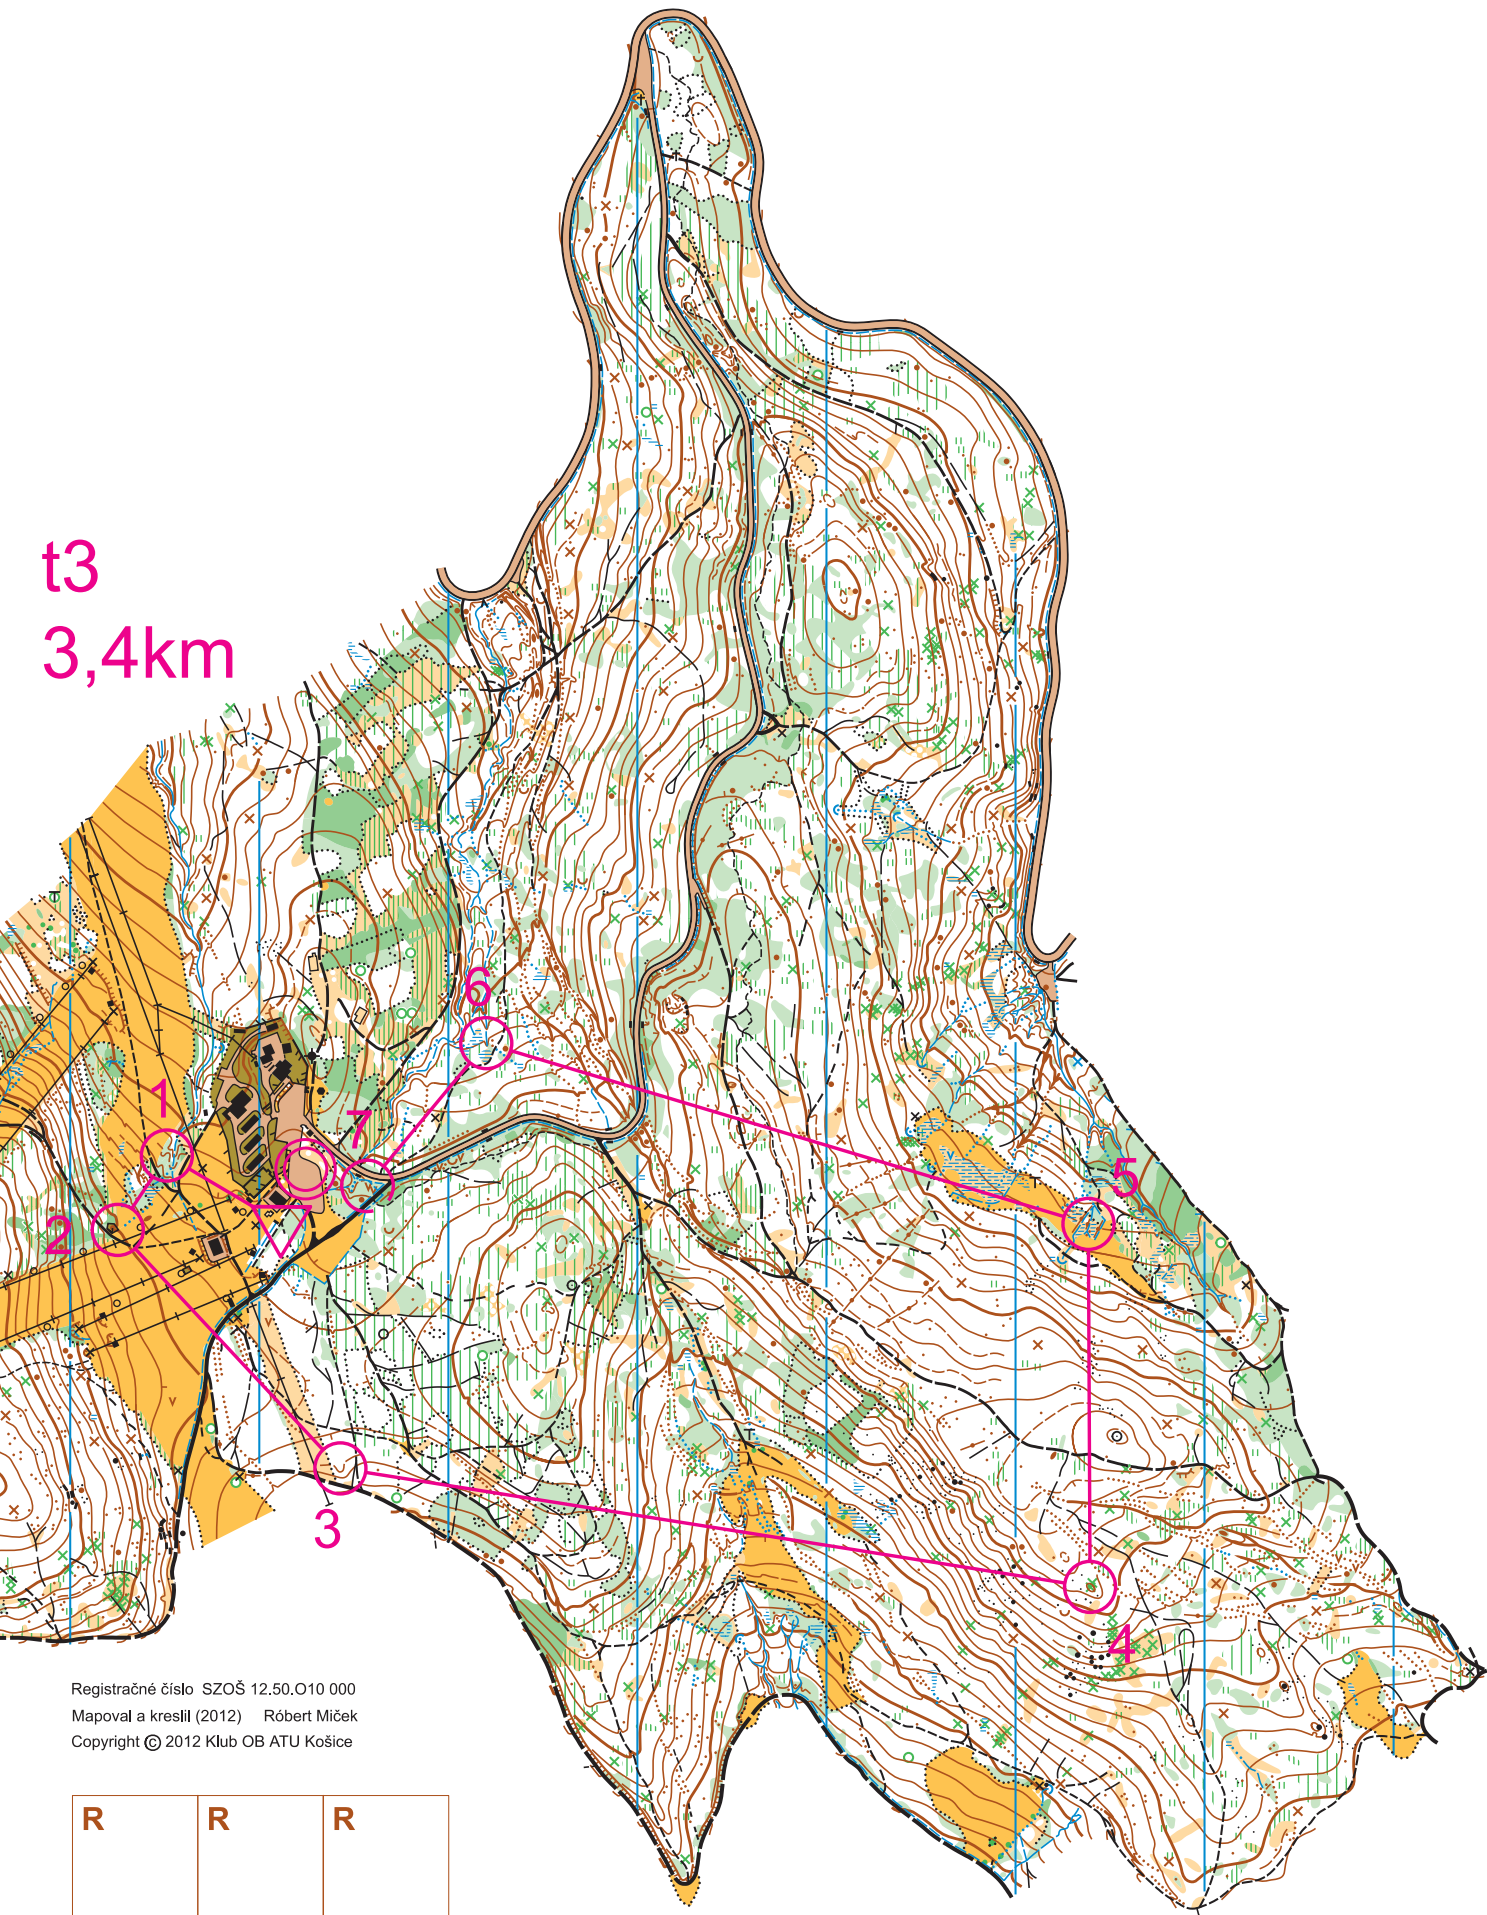 t3
3,4km
6
1
7
5
2
3
4
Registračné číslo SZOŠ 12.50.O10 000
Mapoval a kreslil (2012) Róbert Miček
Copyright © 2012 Klub OB ATU Košice
R R R